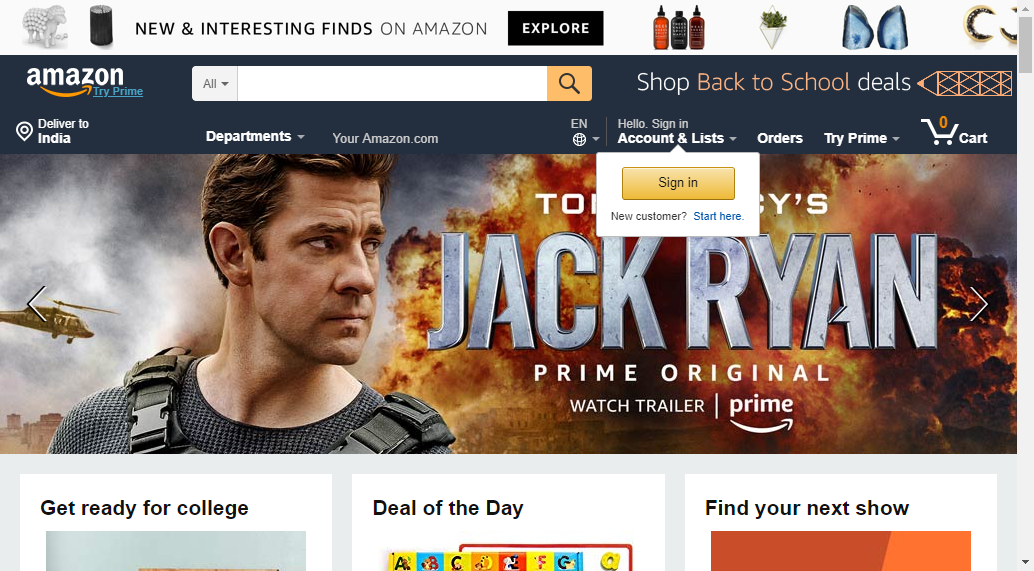 NEW & INTERESTING FINDS ON AMAZON
EXPLORE
amazon
Try Prime
All
Shop Back to School deals
Deliver to
India
Departments
Your Amazon.com
EN
Hello. Sign in
Account & Lists
Orders
Try Prime
0
Cart
Sign in
New customer? Start here.
CY'S
JACK RYAN
PRIME ORIGINAL
WATCH TRAILER | prime
Get ready for college
Deal of the Day
Find your next show
A B C D E F G